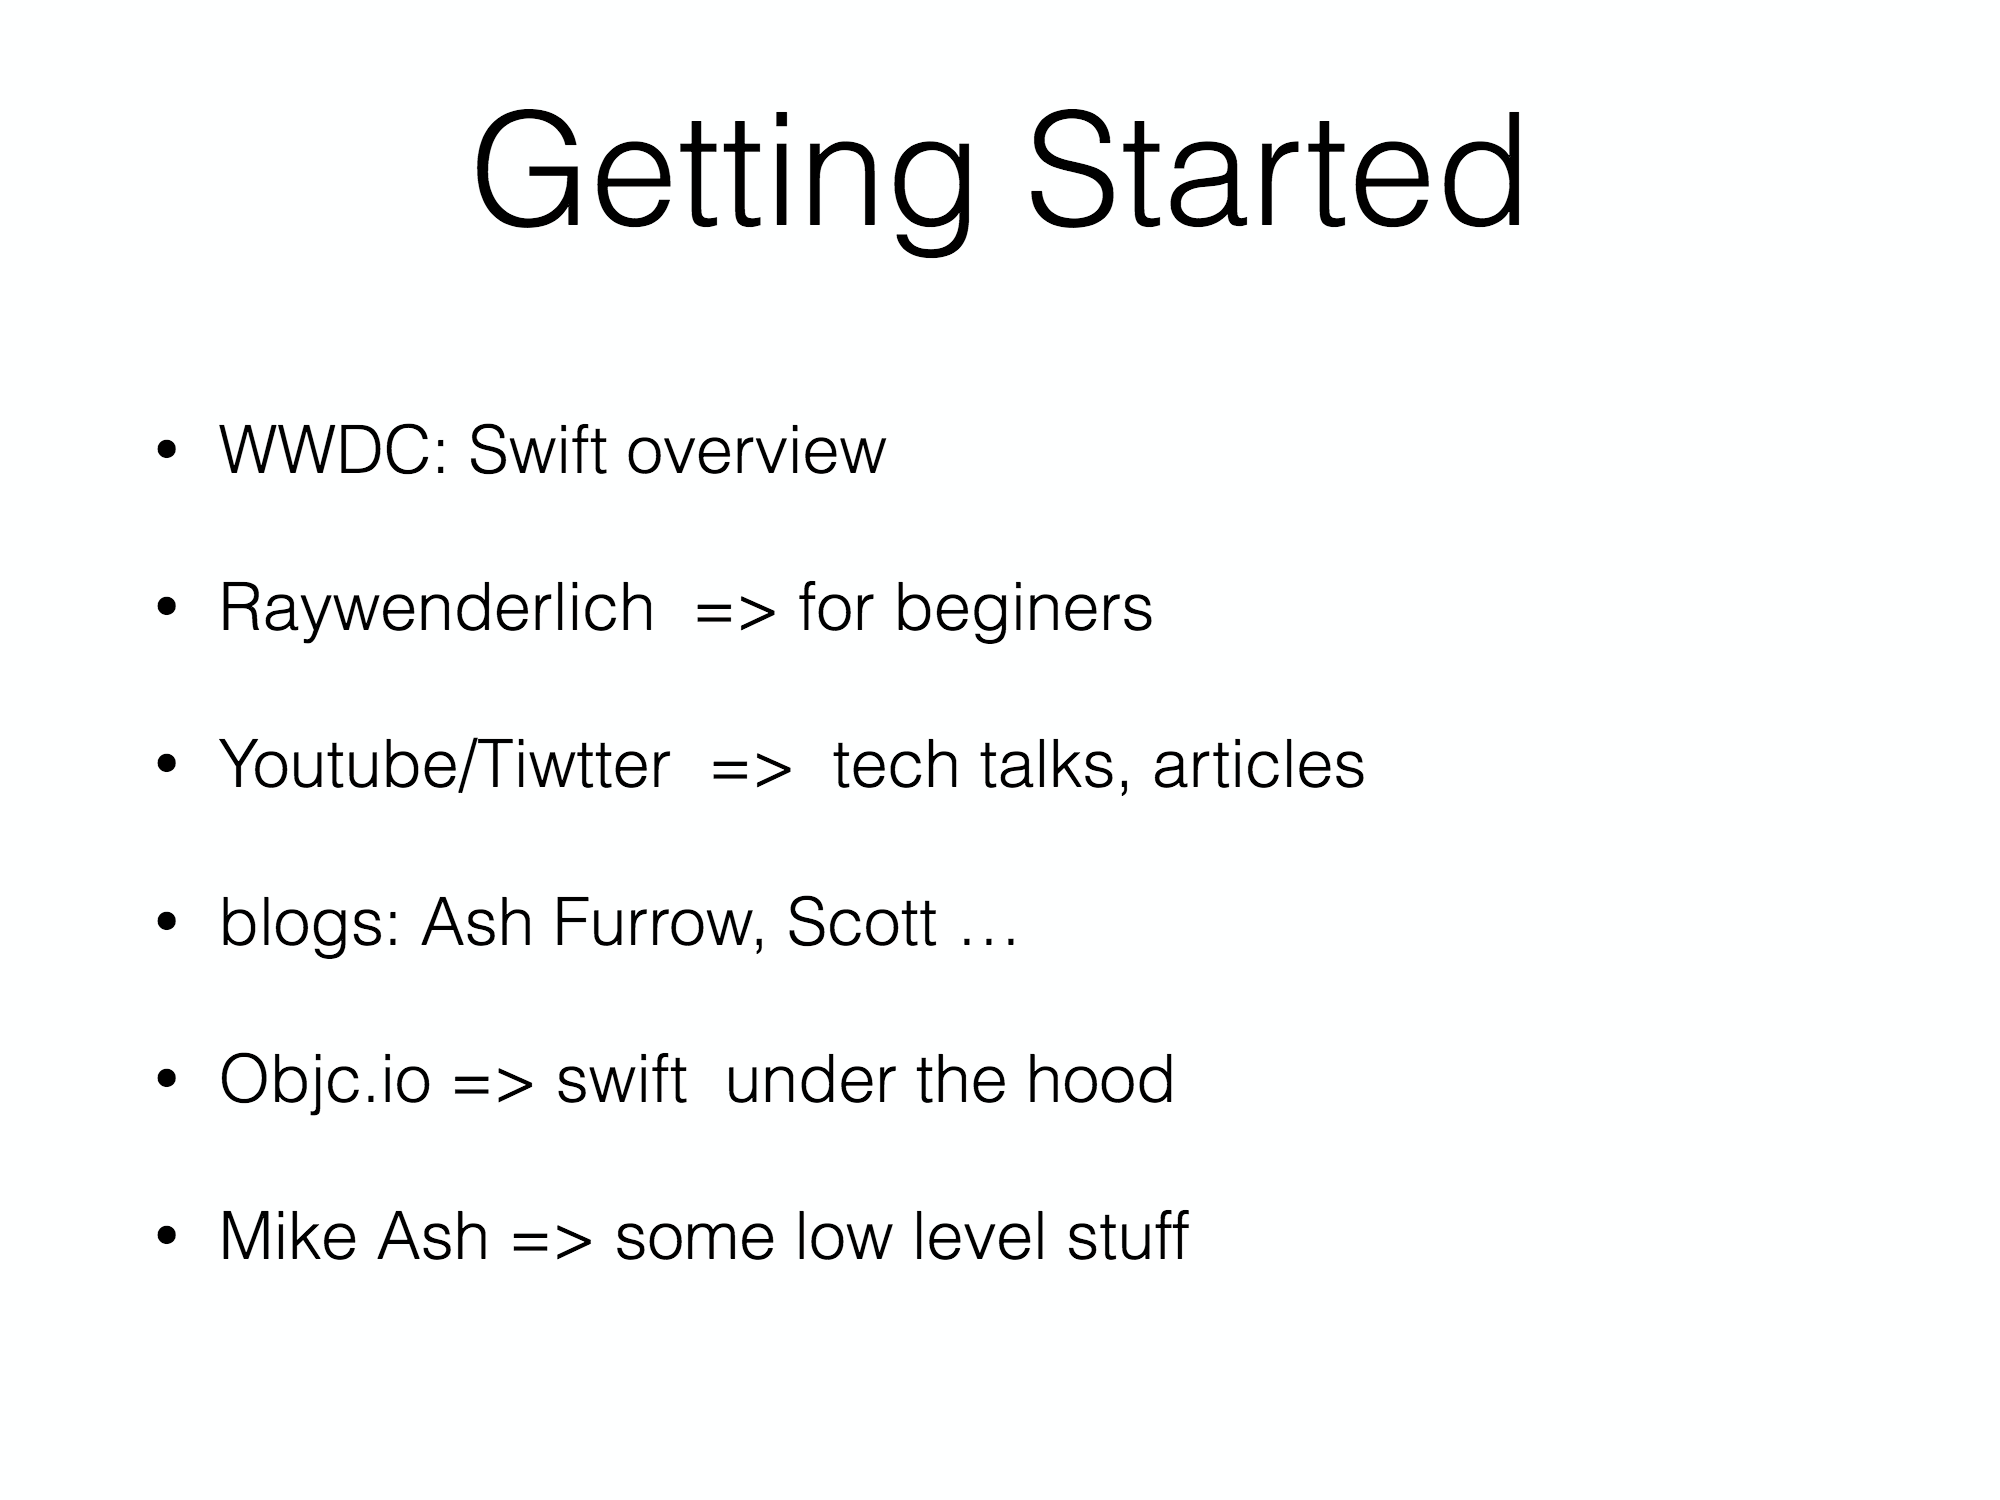 Getting Started
• WWDC: Swift overview
• Raywenderlich  => for beginers
• Youtube/Tiwtter  =>  tech talks, articles
• blogs: Ash Furrow, Scott …
• Objc.io => swift  under the hood
• Mike Ash => some low level stuff